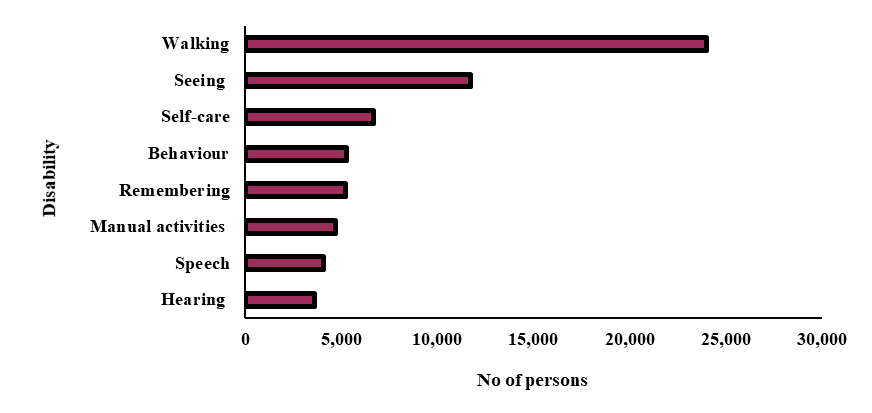 Walking
Seeing
Self-care
Behaviour
Remembering
Manual activities
Speech
Hearing
Disability
0 5,000 10,000 15,000 20,000 25,000 30,000
No of persons